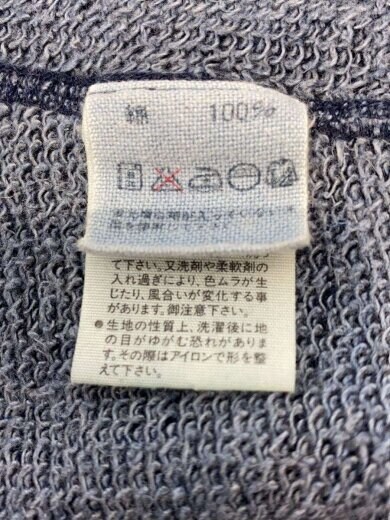 綿 100%
て下さい。又洗剤や柔軟剤の
入れ過ぎにより、色ムラが生
じたり、風合いが変化する事
があります。御注意下さい。
●生地の性質上、洗濯後に地
の目がゆがむ恐れがありま
す。その際はアイロンで形を整
えて下さい。